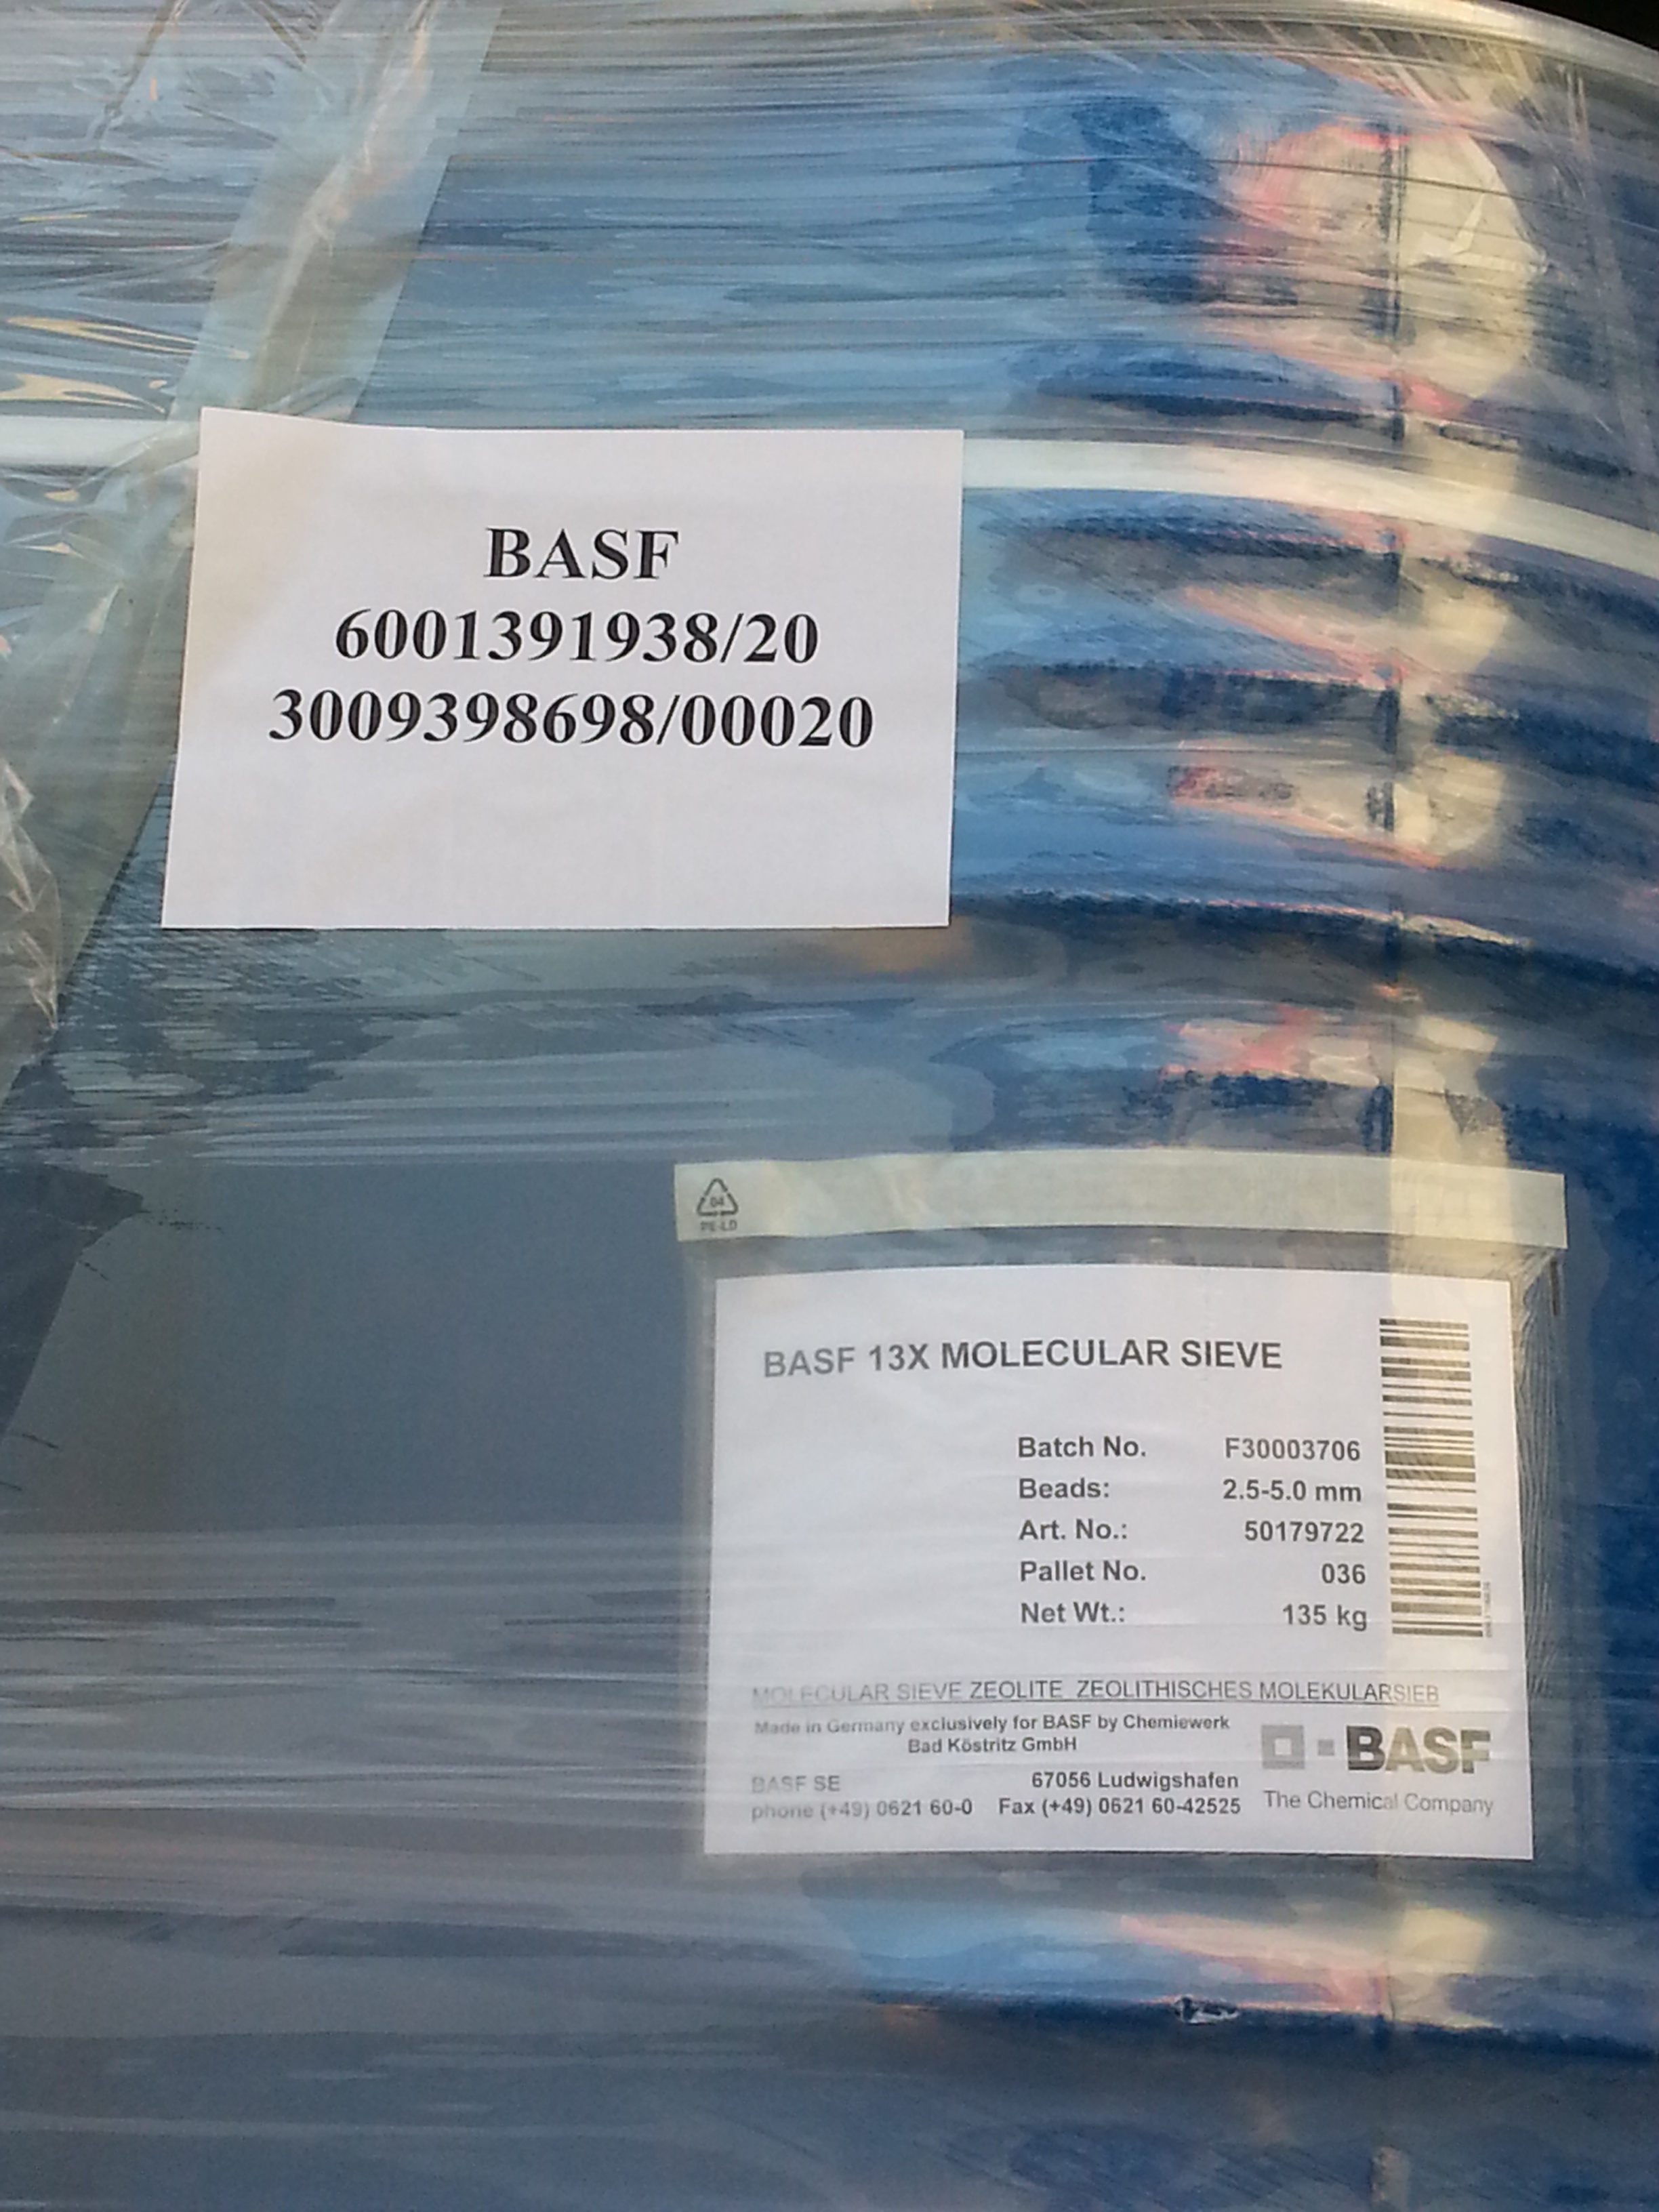 BASF
6001391938/20
3009398698/00020
04
PE-LD
BASF 13X MOLECULAR SIEVE
Batch No. F30003706
Beads: 2.5-5.0 mm
Art. No.: 50179722
Pallet No. 036
Net Wt.: 135 kg
MOLECULAR SIEVE ZEOLITE ZEOLITHISCHES MOLEKULARSIEB
Made in Germany exclusively for BASF by Chemiewerk
Bad Köstritz GmbH
BASF SE 67056 Ludwigshafen
phone (+49) 0621 60-0 Fax (+49) 0621 60-42525
BASF
The Chemical Company